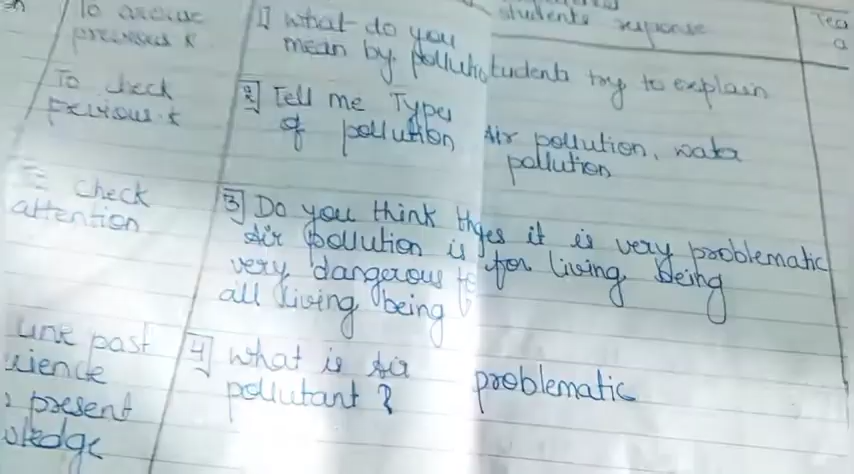 students response
To arouse
previous k
1] What do you
mean by pollution
Students try to explain
To check
previous k
2] Tell me Types
of pollution
Air pollution, water
pollution
To check
attention
3] Do you think
Air pollution is
very dangerous to
all living being
yes it is very problematic
for living being
past
present
4] What is Air
pollutant ?
problematic